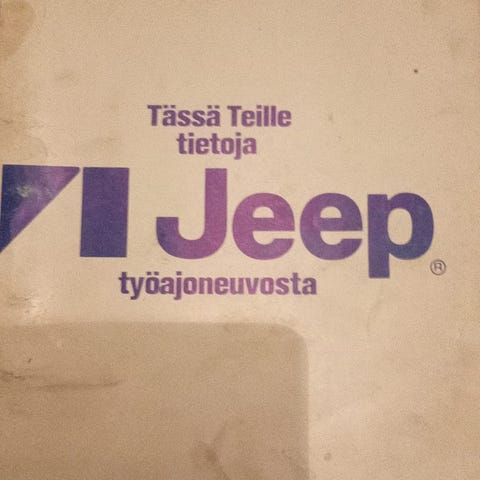 Tässä Teille
tietoja
Jeep®
työajoneuvosta